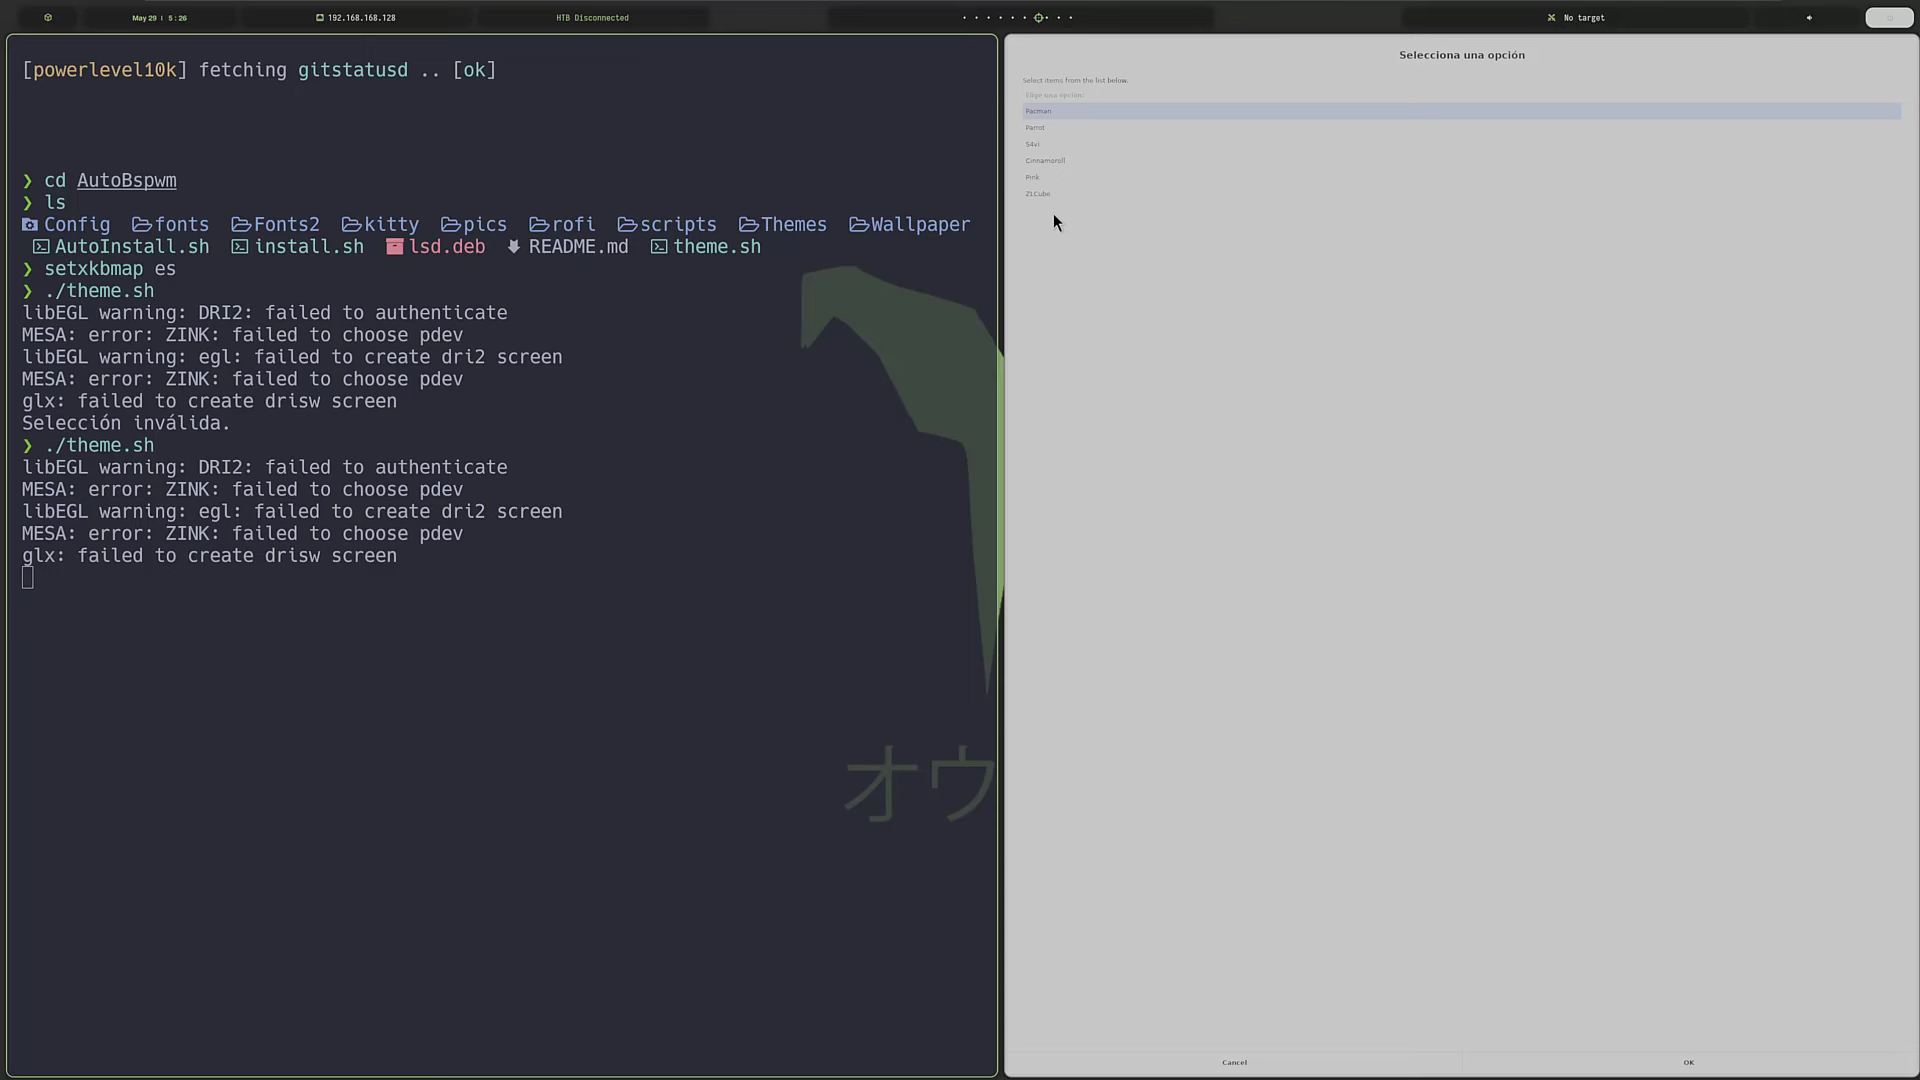 May 29 | 5:26
192.168.168.128
HTB Disconnected
No target
[powerlevel10k] fetching gitstatusd .. [ok]
❯ cd AutoBspwm
❯ ls
Config fonts Fonts2 kitty pics rofi scripts Themes Wallpaper
AutoInstall.sh install.sh lsd.deb README.md theme.sh
❯ setxkbmap es
❯ ./theme.sh
libEGL warning: DRI2: failed to authenticate
MESA: error: ZINK: failed to choose pdev
libEGL warning: egl: failed to create dri2 screen
MESA: error: ZINK: failed to choose pdev
glx: failed to create drisw screen
Selección inválida.
❯ ./theme.sh
libEGL warning: DRI2: failed to authenticate
MESA: error: ZINK: failed to choose pdev
libEGL warning: egl: failed to create dri2 screen
MESA: error: ZINK: failed to choose pdev
glx: failed to create drisw screen
オウ
Selecciona una opción
Select items from the list below.
Elige una opción:
Pacman
Parrot
S4vi
Cinnamoroll
Pink
ZLCube
Cancel
OK